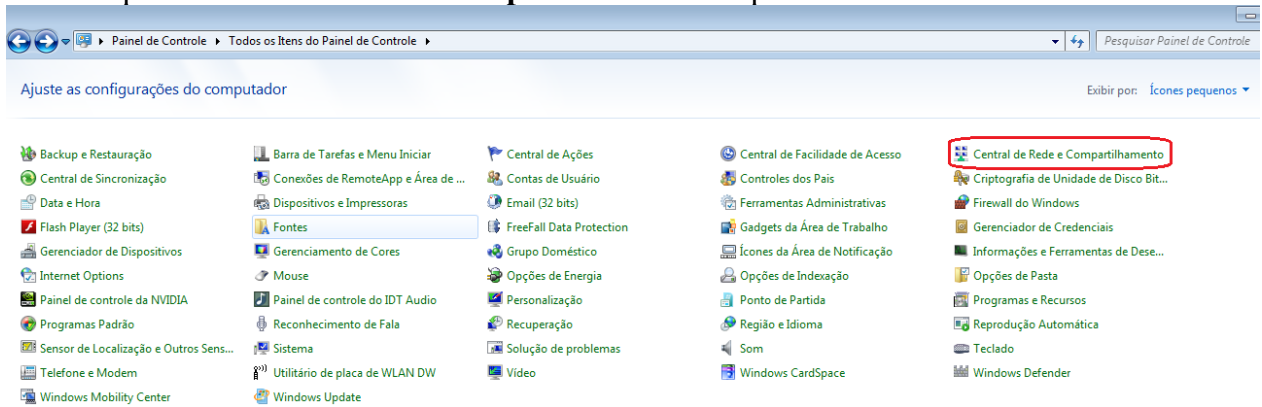 Painel de Controle Todos os Itens do Painel de Controle Pesquisar Painel de Controle
Ajuste as configurações do computador Exibir por: Ícones pequenos
Backup e Restauração Barra de Tarefas e Menu Iniciar Central de Ações Central de Facilidade de Acesso Central de Rede e Compartilhamento
Central de Sincronização Conexões de RemoteApp e Área de ... Contas de Usuário Controles dos Pais Criptografia de Unidade de Disco Bit...
Data e Hora Dispositivos e Impressoras Email (32 bits) Ferramentas Administrativas Firewall do Windows
Flash Player (32 bits) Fontes FreeFall Data Protection Gadgets da Área de Trabalho Gerenciador de Credenciais
Gerenciador de Dispositivos Gerenciamento de Cores Grupo Doméstico Ícones da Área de Notificação Informações e Ferramentas de Dese...
Internet Options Mouse Opções de Energia Opções de Indexação Opções de Pasta
Painel de controle da NVIDIA Painel de controle do IDT Audio Personalização Ponto de Partida Programas e Recursos
Programas Padrão Reconhecimento de Fala Recuperação Região e Idioma Reprodução Automática
Sensor de Localização e Outros Sens... Sistema Solução de problemas Som Teclado
Telefone e Modem Utilitário de placa de WLAN DW Vídeo Windows CardSpace Windows Defender
Windows Mobility Center Windows Update